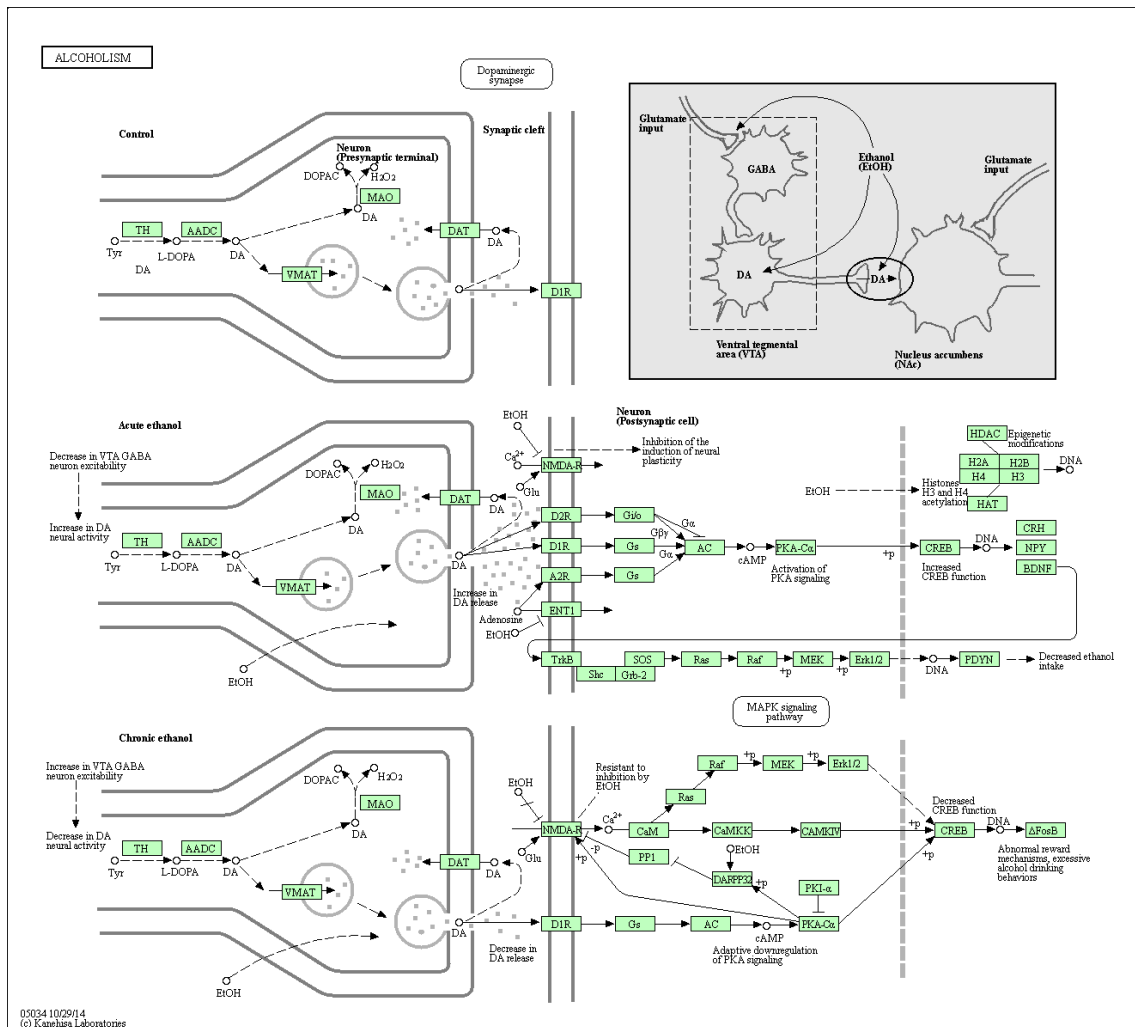 ALCOHOLISM
Dopaminergic
synapse
Control
Synaptic cleft
Neuron
(Presynaptic terminal)
DOPAC
H2O2
MAO
DA
TH
AADC
Tyr
L-DOPA
DA
DA
VMAT
DAT
DA
D1R
Glutamate
input
GABA
Ethanol
(EtOH)
Glutamate
input
DA
DA
Ventral tegmental
area (VTA)
Nucleus accumbens
(NAc)
Acute ethanol
Neuron
(Postsynaptic cell)
EtOH
Decrease in VTA GABA
neuron excitability
Increase in DA
neural activity
DOPAC
H2O2
MAO
DA
TH
AADC
Tyr
L-DOPA
DA
VMAT
DAT
DA
DA
Increase in
DA release
EtOH
Ca2+
NMDA-R
Glu
Inhibition of the
induction of neural
plasticity
D2R
Gi/o
Gα
Gβγ
D1R
Gs
Gα
AC
cAMP
PKA-Cα
Activation of
PKA signaling
+p
A2R
Gs
Adenosine
ENT1
EtOH
EtOH
Histones
H3 and H4
acetylation
HDAC
Epigenetic
modifications
H2A
H2B
H4
H3
HAT
DNA
CREB
Increased
CREB function
DNA
CRH
NPY
BDNF
TrkB
Shc
Grb-2
SOS
Ras
Raf
+p
MEK
+p
Erk1/2
DNA
PDYN
Decreased ethanol
intake
MAPK signaling
pathway
Chronic ethanol
Increase in VTA GABA
neuron excitability
Decrease in DA
neural activity
DOPAC
H2O2
MAO
DA
TH
AADC
Tyr
L-DOPA
DA
VMAT
DAT
DA
DA
Decrease in
DA release
EtOH
EtOH
Resistant to
inhibition by
EtOH
NMDA-R
Glu
Ca2+
+p
-p
CaM
Ras
Raf
+p
MEK
+p
Erk1/2
CaMKK
CAMKIV
+p
PP1
EtOH
DARPP32
+p
PKI-α
PKA-Cα
+p
D1R
Gs
AC
cAMP
Adaptive downregulation
of PKA signaling
Decreased
CREB function
CREB
DNA
ΔFosB
Abnormal reward
mechanisms, excessive
alcohol drinking
behaviors
05034 10/29/14
(c) Kanehisa Laboratories